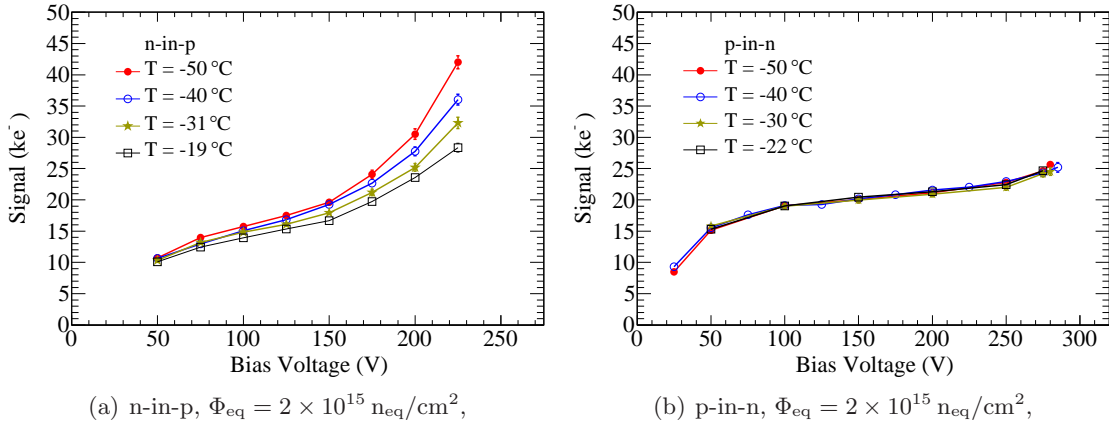 50
45
40
35
30
25
20
15
10
5
0
Signal (ke⁻)
n-in-p
T = -50 °C
T = -40 °C
T = -31 °C
T = -19 °C
0 50 100 150 200 250
Bias Voltage (V)
(a) n-in-p, Φeq = 2 × 10¹⁵ neq/cm²,
50
45
40
35
30
25
20
15
10
5
0
Signal (ke⁻)
p-in-n
T = -50 °C
T = -40 °C
T = -30 °C
T = -22 °C
0 50 100 150 200 250 300
Bias Voltage (V)
(b) p-in-n, Φeq = 2 × 10¹⁵ neq/cm²,